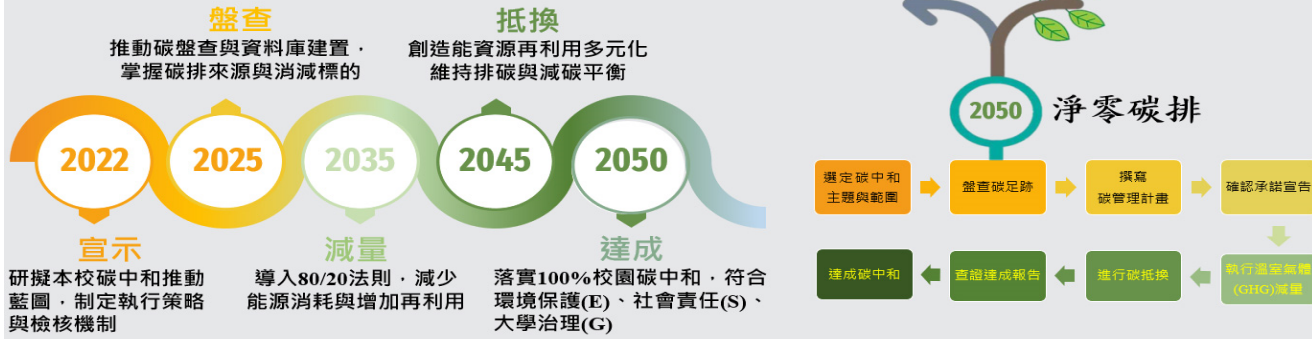 盤查
推動碳盤查與資料庫建置，
掌握碳排來源與消減標的
抵換
創造能資源再利用多元化
維持排碳與減碳平衡
2022
2025
2035
2045
2050
宣示
研擬本校碳中和推動
藍圖，制定執行策略
與檢核機制
減量
導入80/20法則，減少
能源消耗與增加再利用
達成
落實100%校園碳中和，符合
環境保護(E)、社會責任(S)、
大學治理(G)
2050
淨零碳排
選定碳中和
主題與範圍
盤查碳足跡
撰寫
碳管理計畫
確認承諾宣告
執行溫室氣體
(GHG)減量
進行碳抵換
查證達成報告
達成碳中和